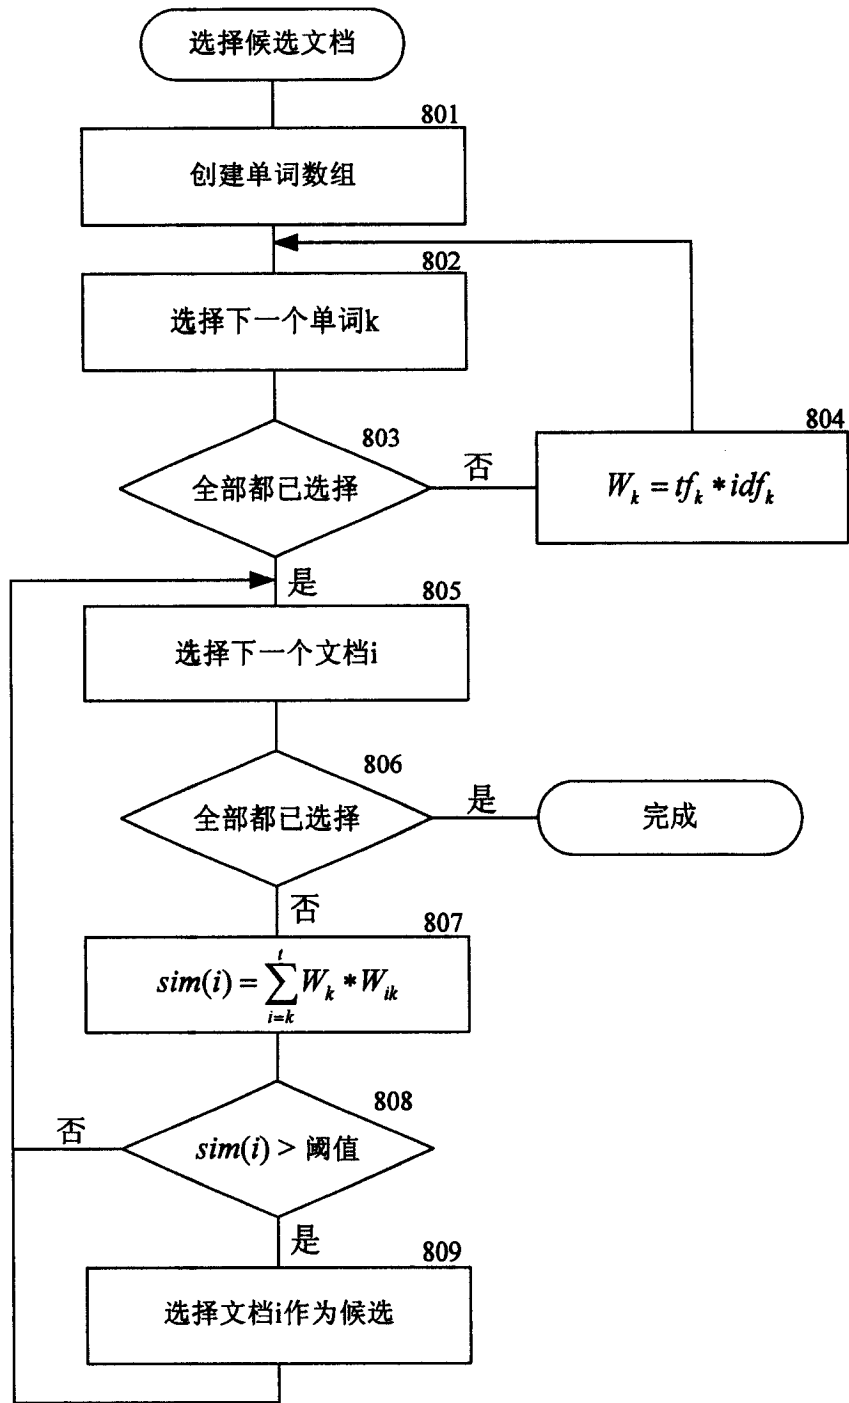 选择候选文档
801
创建单词数组
802
选择下一个单词k
803
全部都已选择
否
804
W_k = tf_k * idf_k
是
805
选择下一个文档i
806
全部都已选择
是
完成
否
807
sim(i) = ∑_{i=k}^{t} W_k * W_{ik}
808
否
sim(i) > 阈值
是
809
选择文档i作为候选